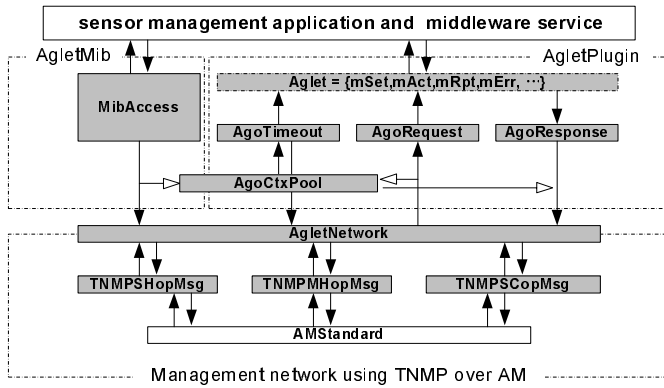 sensor management application and middleware service
AgletMib
AgletPlugin
Aglet = {mSet,mAct,mRpt,mErr, ···}
MibAccess
AgoTimeout
AgoRequest
AgoResponse
AgoCtxPool
AgletNetwork
TNMPSHopMsg
TNMPMHopMsg
TNMPSCopMsg
AMStandard
Management network using TNMP over AM